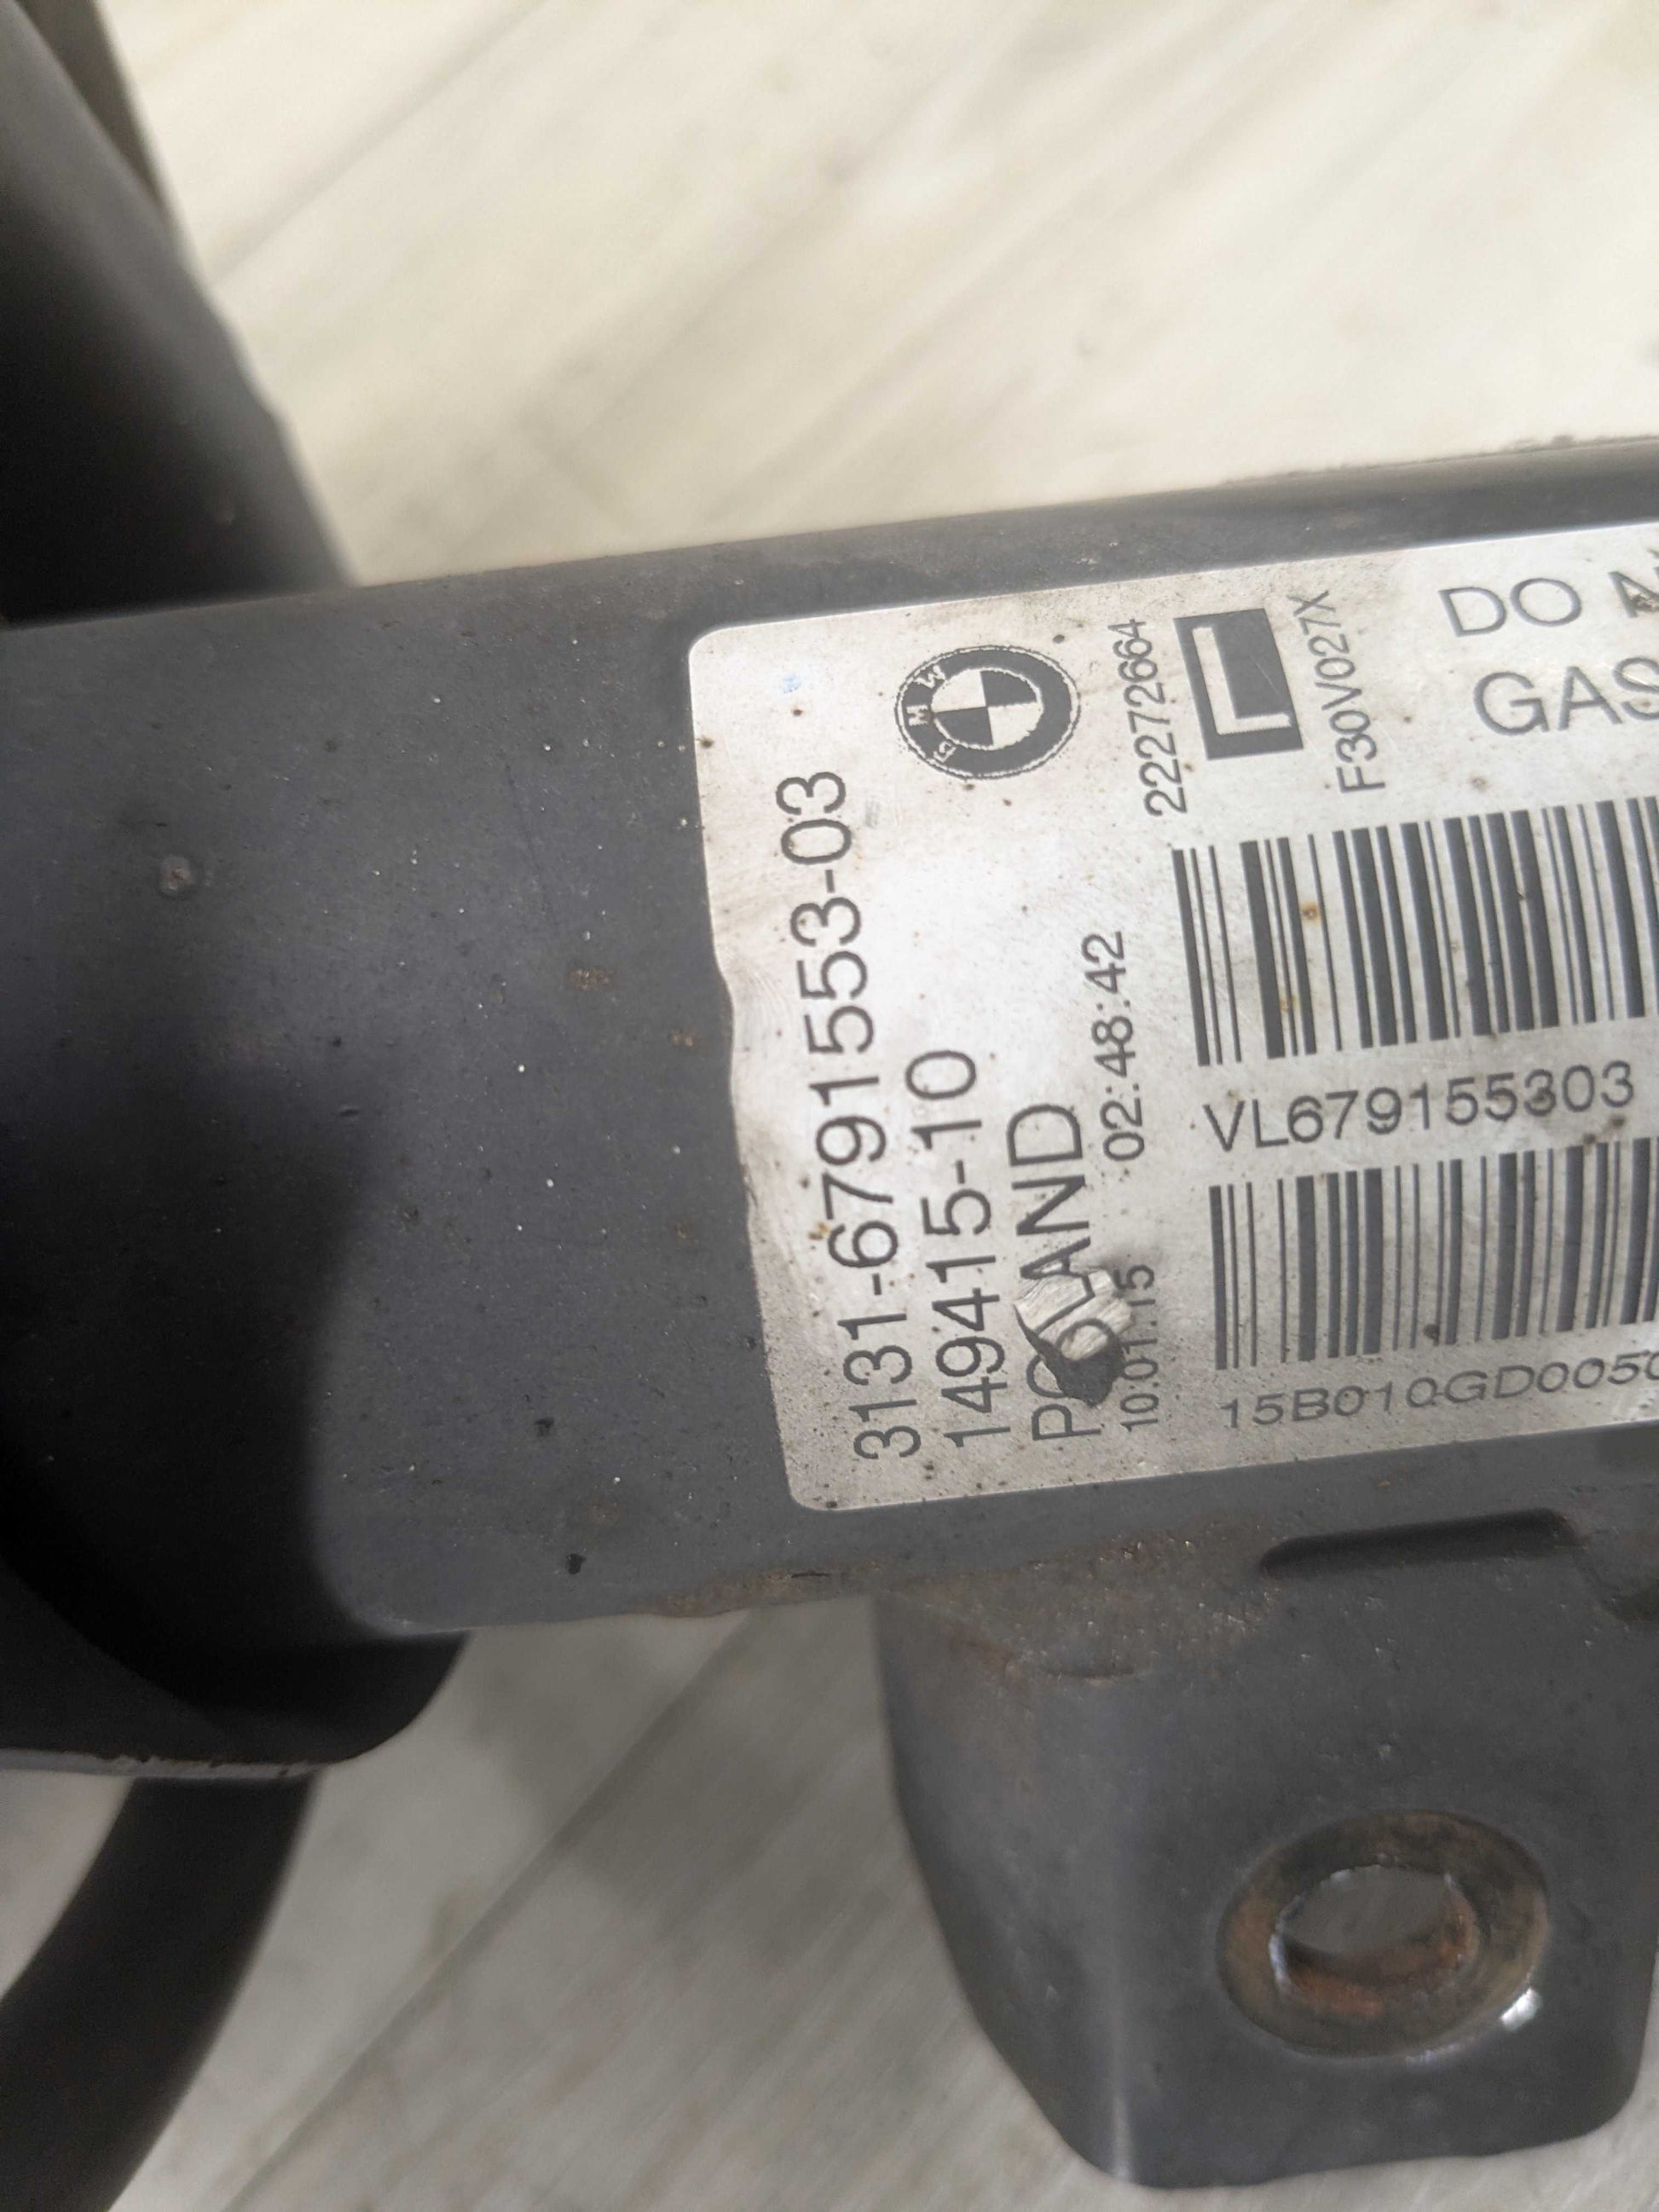 3131-6791553-03
149415-10
POLAND
10.01.15 02:48:42
BMW
22272664
L
F30V027X
VL679155303
15B010GD0050
DO N
GAS